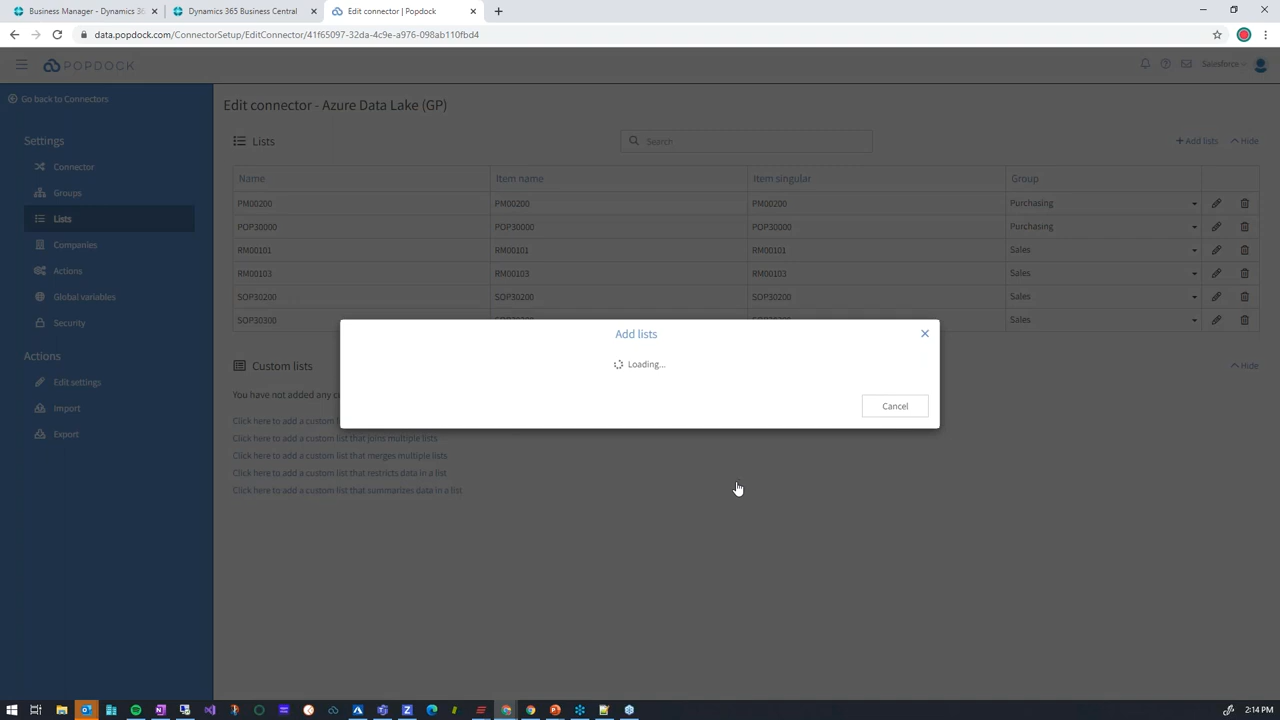 Business Manager - Dynamics 36
Dynamics 365 Business Central
Edit connector | Popdock
data.popdock.com/ConnectorSetup/EditConnector/41f65097-32da-4c9e-a976-098ab110fbd4
POPDOCK
Salesforce
Go back to Connectors
Edit connector - Azure Data Lake (GP)
Settings
Lists
Search
Add lists
Hide
Connector
Name
Item name
Item singular
Group
Groups
PM00200
PM00200
PM00200
Purchasing
Lists
POP30000
POP30000
POP30000
Purchasing
Companies
RM00101
RM00101
RM00101
Sales
Actions
RM00103
RM00103
RM00103
Sales
Global variables
SOP30200
SOP30200
SOP30200
Sales
Security
SOP30300
Sales
Add lists
Actions
Loading...
Custom lists
Hide
Edit settings
You have not added any c
Import
Cancel
Click here to add a custom l
Export
Click here to add a custom list that joins multiple lists
Click here to add a custom list that merges multiple lists
Click here to add a custom list that restricts data in a list
Click here to add a custom list that summarizes data in a list
2:14 PM